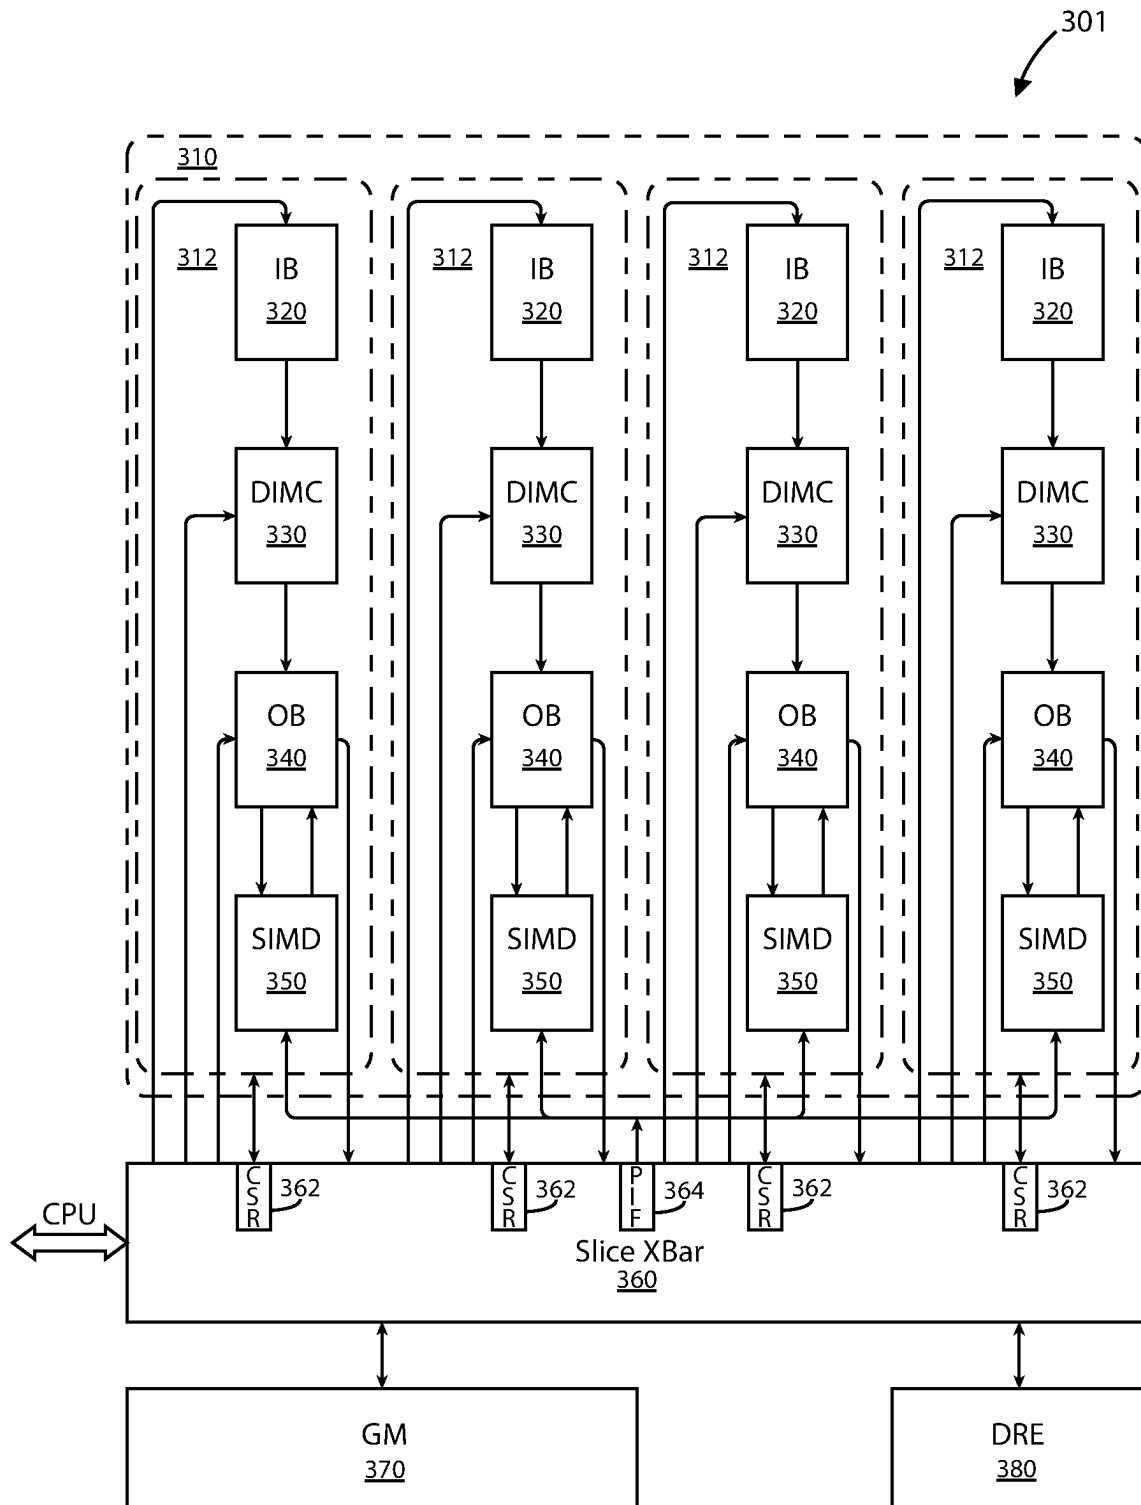 301
310
312 IB 312 IB 312 IB 312 IB
320 320 320 320
DIMC DIMC DIMC DIMC
330 330 330 330
OB OB OB OB
340 340 340 340
SIMD SIMD SIMD SIMD
350 350 350 350
CSR 362 CSR 362 PIF 364 CSR 362 CSR 362
CPU
Slice XBar
360
GM DRE
370 380